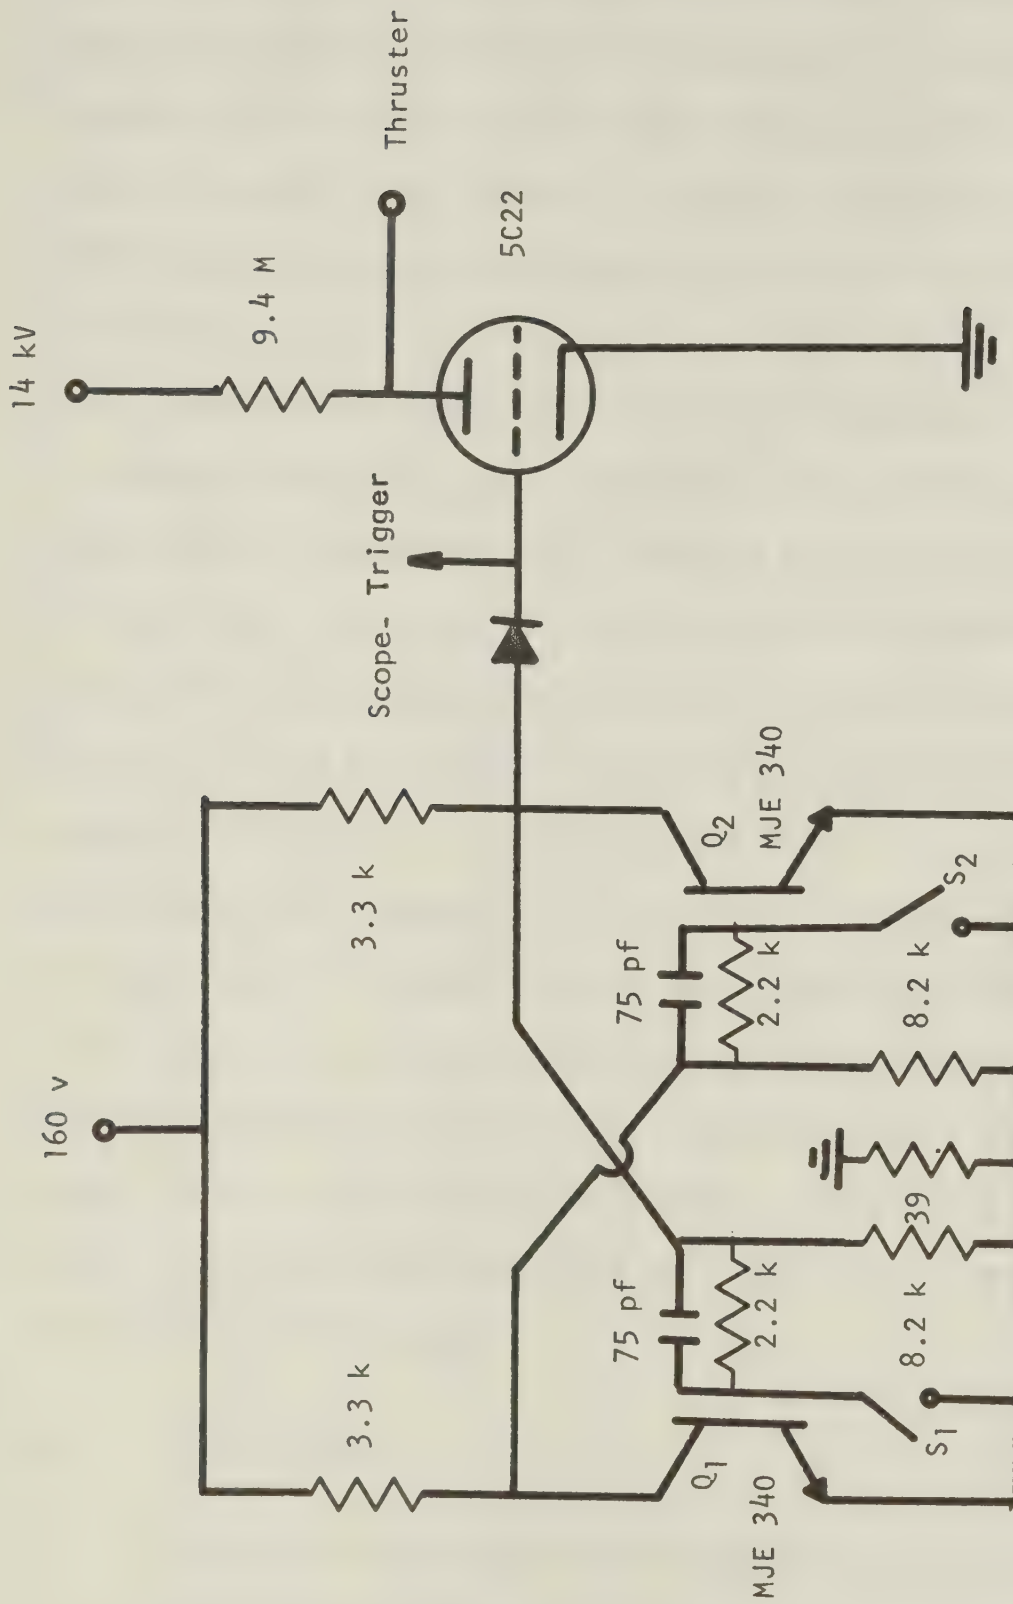 14 kV
160 v
9.4 M
Thruster
Scope- Trigger
5C22
3.3 k
3.3 k
Q1
MJE 340
Q2
MJE 340
75 pf
75 pf
2.2 k
2.2 k
S1
S2
8.2 k
39
8.2 k